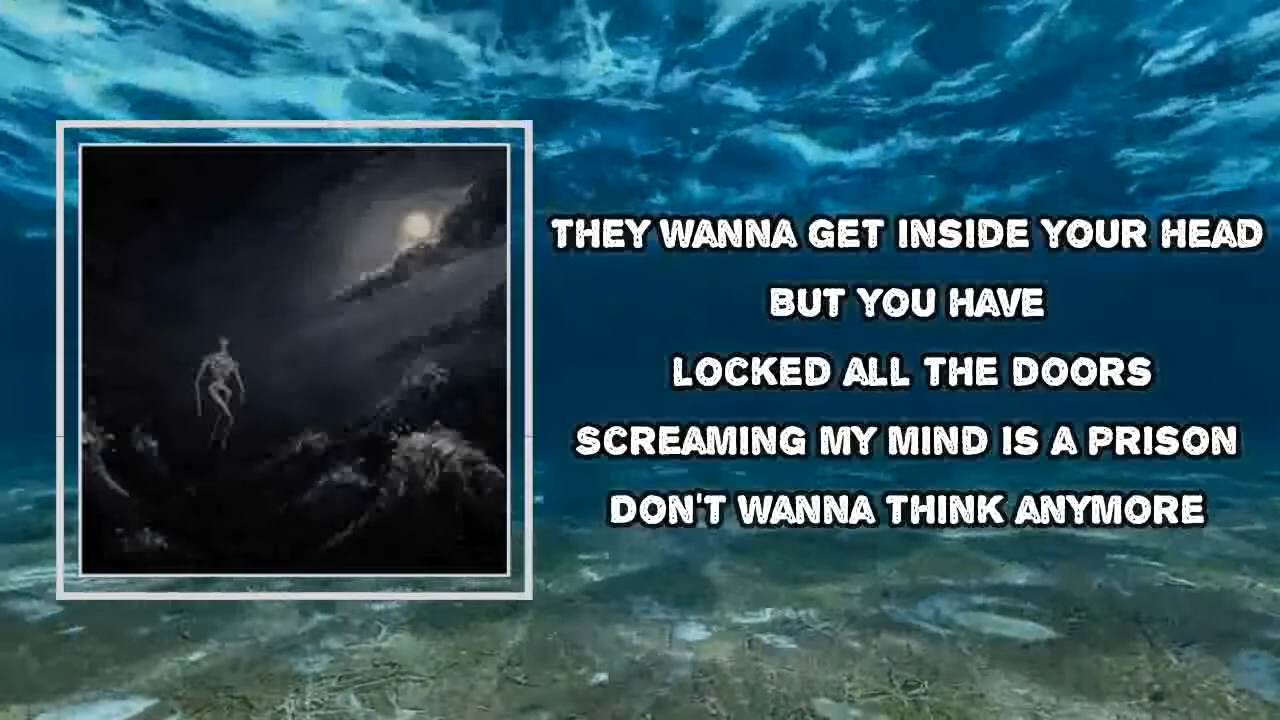 THEY WANNA GET INSIDE YOUR HEAD
BUT YOU HAVE
LOCKED ALL THE DOORS
SCREAMING MY MIND IS A PRISON
DON'T WANNA THINK ANYMORE